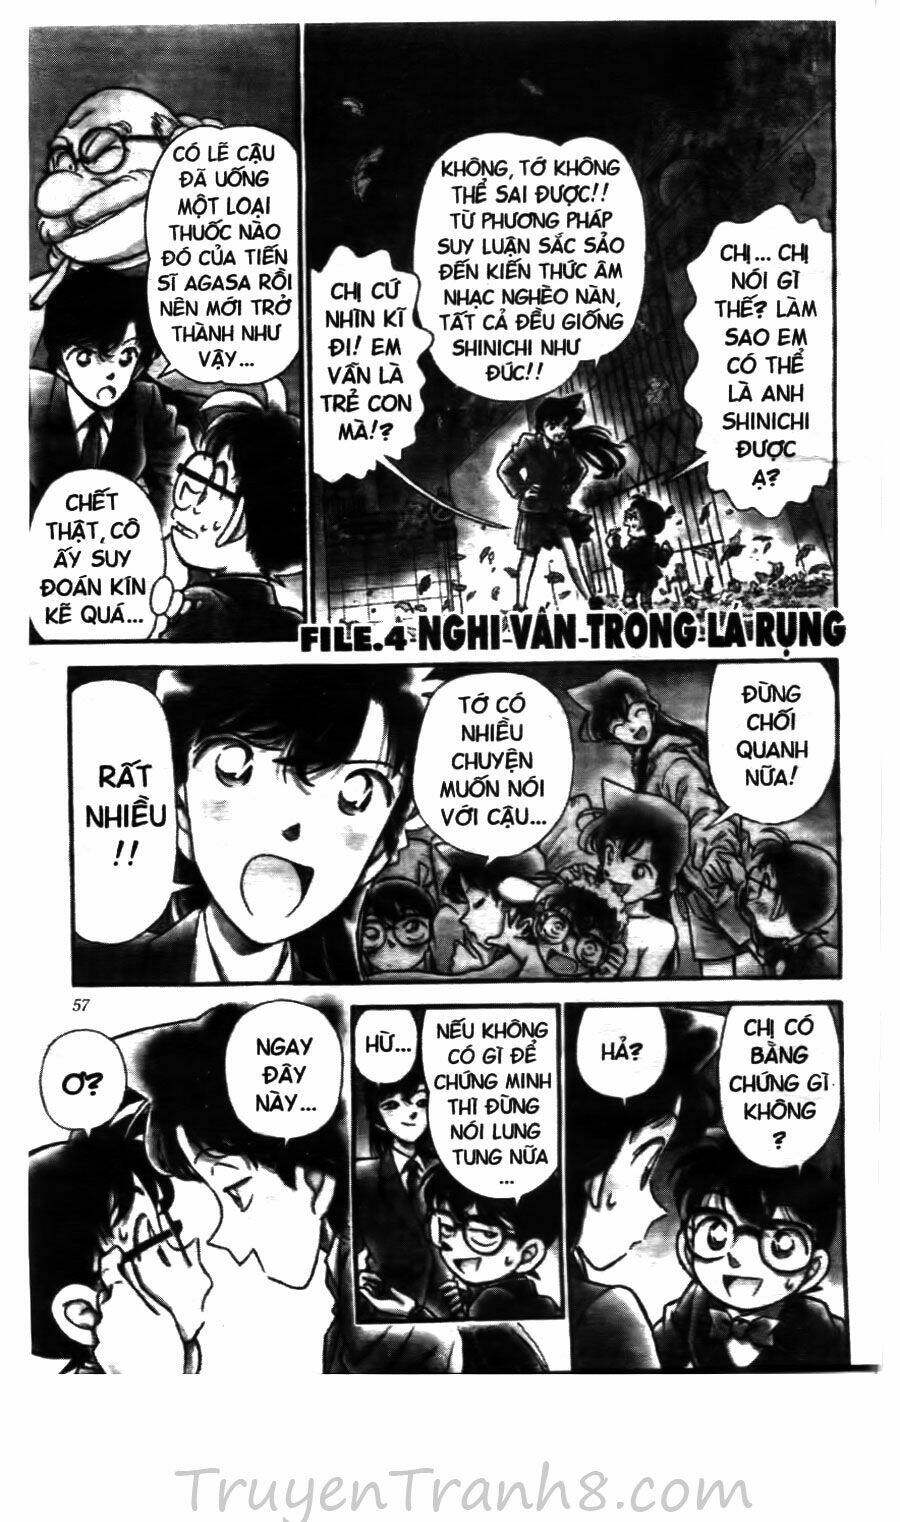 CHỊ... CHỊ
NÓI GÌ
THẾ? LÀM
SAO EM
CÓ THỂ
LÀ ANH
SHINICHI
ĐƯỢC
Ạ?
KHÔNG, TỚ KHÔNG
THỂ SAI ĐƯỢC!!
TỪ PHƯƠNG PHÁP
SUY LUẬN SẮC SẢO
ĐẾN KIẾN THỨC ÂM
NHẠC NGHÈO NÀN,
TẤT CẢ ĐỀU GIỐNG
SHINICHI NHƯ
ĐÚC!!
CHỊ CỨ
NHÌN KĨ
ĐI! EM
VẪN LÀ
TRẺ CON
MÀ!?
CÓ LẼ CẬU
ĐÃ UỐNG
MỘT LOẠI
THUỐC NÀO
ĐÓ CỦA TIẾN
SĨ AGASA RỒI
NÊN MỚI TRỞ
THÀNH NHƯ
VẬY...
CHẾT
THẬT, CÔ
ẤY SUY
ĐOÁN KÍN
KẼ QUÁ...
FILE.4 NGHI VẤN TRONG LÁ RỤNG
ĐỪNG
CHỐI
QUANH
NỮA!
TỚ CÓ
NHIỀU
CHUYỆN
MUỐN NÓI
VỚI CẬU...
RẤT
NHIỀU
!!
57
CHỊ CÓ
BẰNG
CHỨNG GÌ
KHÔNG
?
HẢ?
NẾU KHÔNG
CÓ GÌ ĐỂ
CHỨNG MINH
THÌ ĐỪNG
NÓI LUNG
TUNG NỮA
...
HỪ...
NGAY
ĐÂY
NÀY...
Ơ?
TruyenTranh8.com